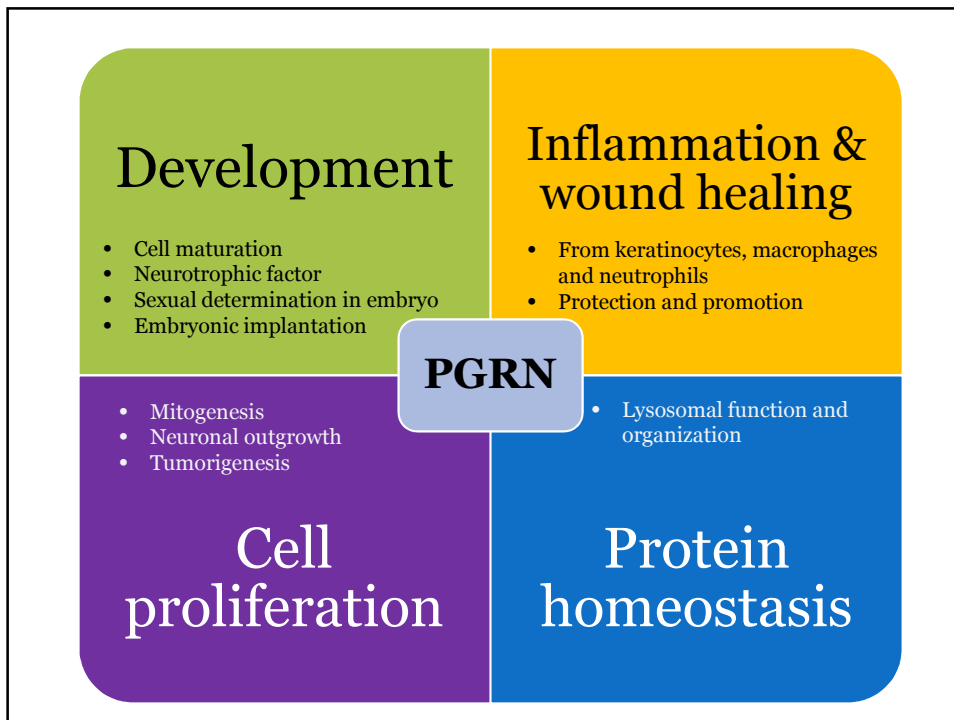 Development
• Cell maturation
• Neurotrophic factor
• Sexual determination in embryo
• Embryonic implantation
Inflammation &
wound healing
• From keratinocytes, macrophages
and neutrophils
• Protection and promotion
PGRN
• Mitogenesis
• Neuronal outgrowth
• Tumorigenesis
Cell
proliferation
• Lysosomal function and
organization
Protein
homeostasis